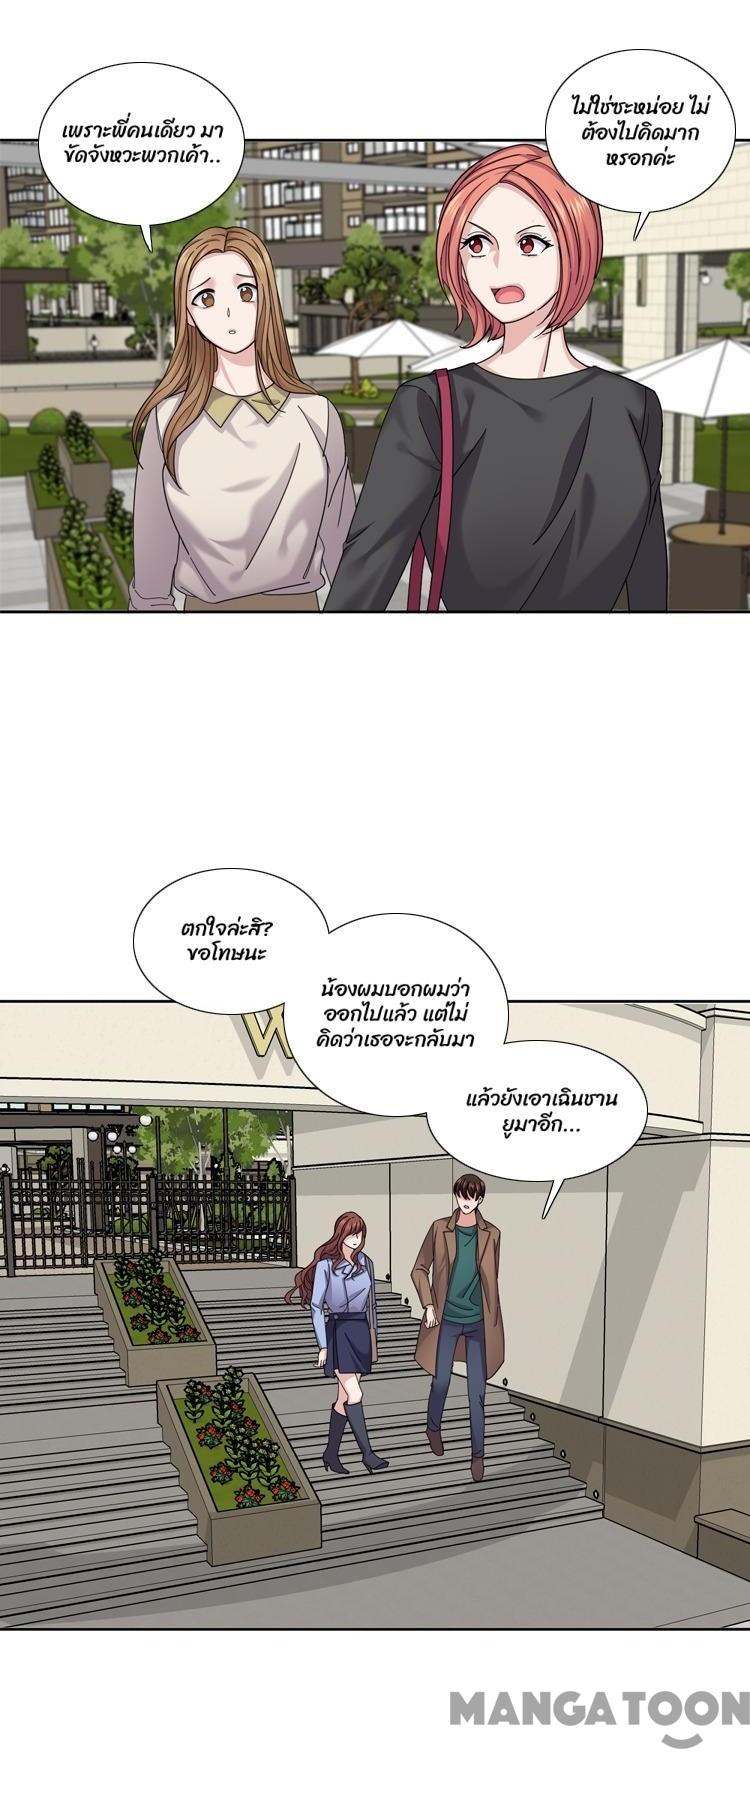 เพราะพี่คนเดียว มา
ขัดจังหวะพวกเค้า..
ไม่ใช่ซะหน่อย ไม่
ต้องไปคิดมาก
หรอกค่ะ
ตกใจล่ะสิ?
ขอโทษนะ
น้องผมบอกผมว่า
ออกไปแล้ว แต่ไม่
คิดว่าเธอจะกลับมา
แล้วยังเอาเฉินชาน
ยูมาอีก...
W
MANGATOON